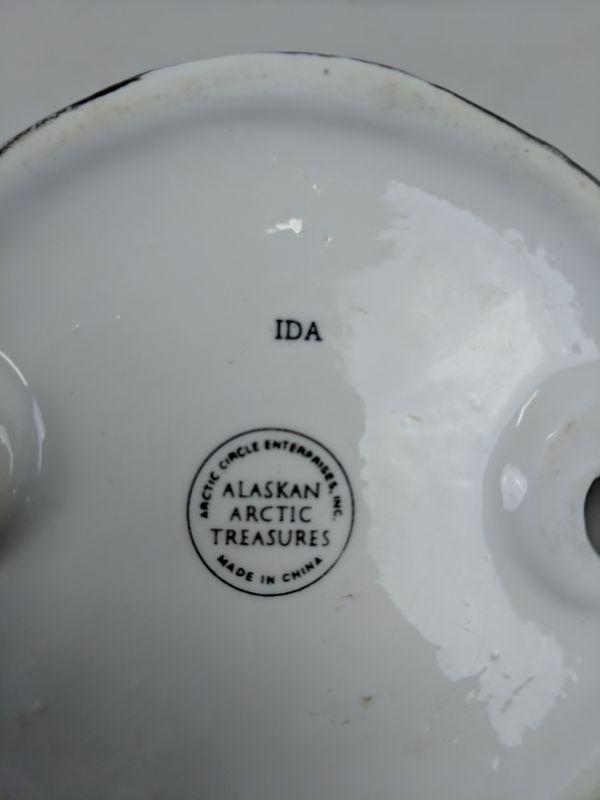 IDA
ARCTIC CIRCLE ENTERPRISES, INC.
ALASKAN
ARCTIC
TREASURES
MADE IN CHINA